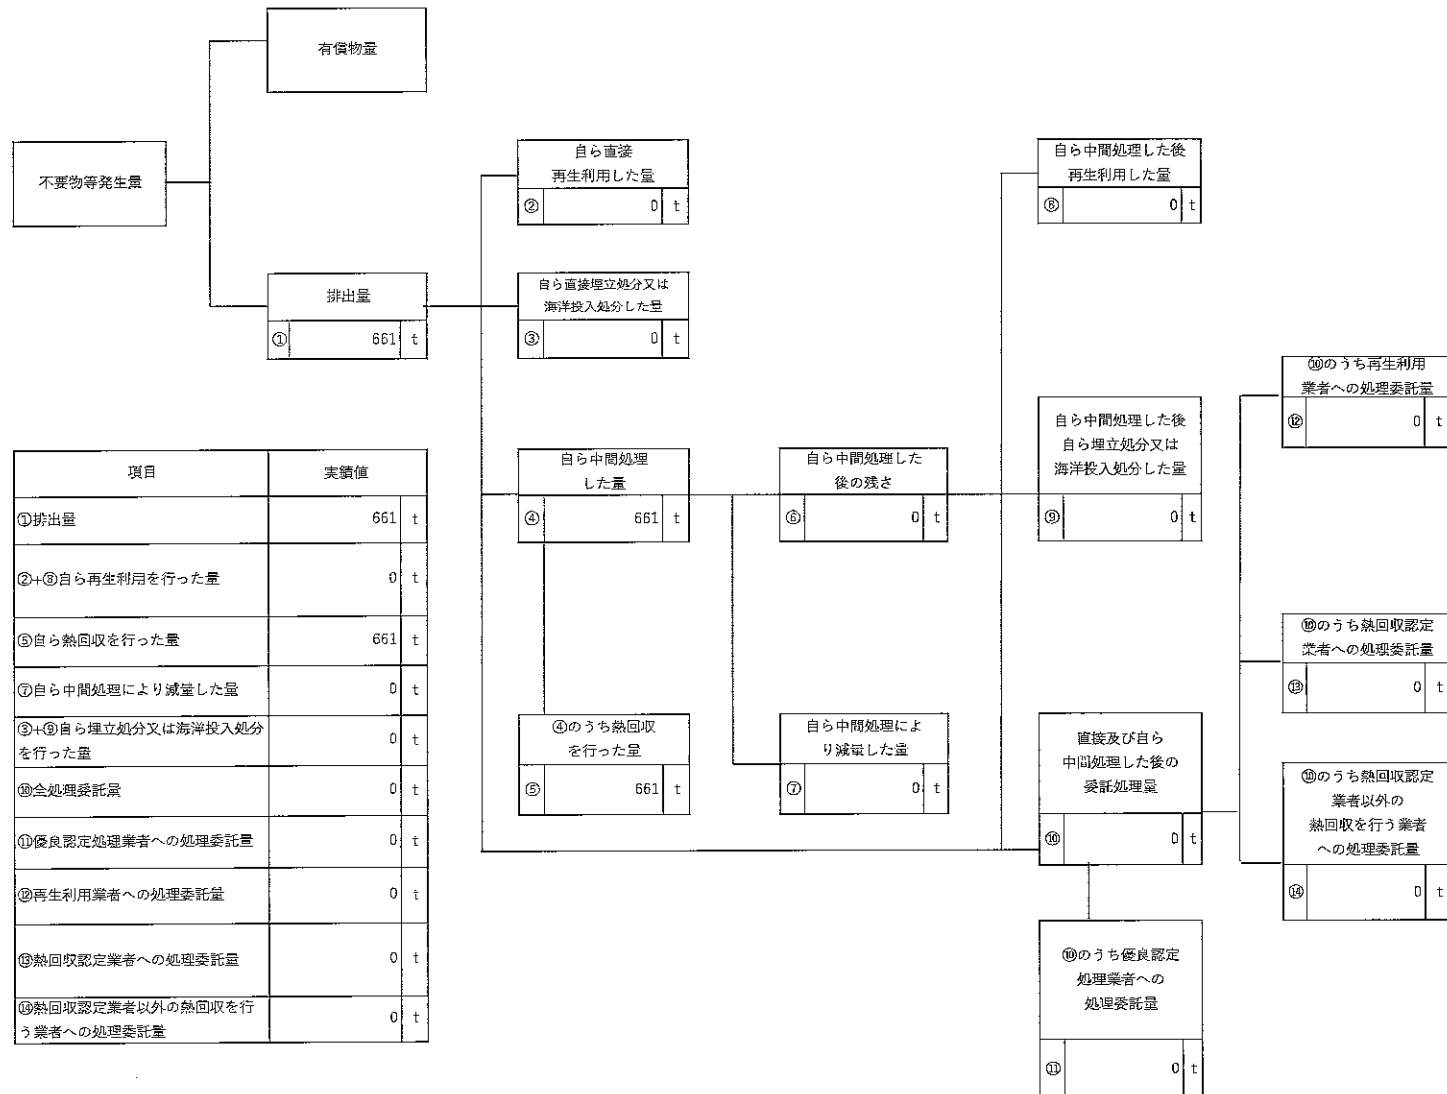 有償物量
不要物等発生量
排出量
① 661 t
自ら直接
再生利用した量
② 0 t
自ら直接埋立処分又は
海洋投入処分した量
③ 0 t
自ら中間処理
した量
④ 661 t
④のうち熱回収
を行った量
⑤ 661 t
自ら中間処理した
後の残さ
⑥ 0 t
自ら中間処理によ
り減量した量
⑦ 0 t
自ら中間処理した後
再生利用した量
⑧ 0 t
自ら中間処理した後
自ら埋立処分又は
海洋投入処分した量
⑨ 0 t
直接及び自ら
中間処理した後の
委託処理量
⑩ 0 t
⑩のうち優良認定
処理業者への
処理委託量
⑪ 0 t
⑩のうち再生利用
業者への処理委託量
⑫ 0 t
⑩のうち熱回収認定
業者への処理委託量
⑬ 0 t
⑩のうち熱回収認定
業者以外の
熱回収を行う業者
への処理委託量
⑭ 0 t
項目 実績値
①排出量 661 t
②+⑧自ら再生利用を行った量 0 t
⑤自ら熱回収を行った量 661 t
⑦自ら中間処理により減量した量 0 t
③+⑨自ら埋立処分又は海洋投入処分
を行った量 0 t
⑩全処理委託量 0 t
⑪優良認定処理業者への処理委託量 0 t
⑫再生利用業者への処理委託量 0 t
⑬熱回収認定業者への処理委託量 0 t
⑭熱回収認定業者以外の熱回収を行
う業者への処理委託量 0 t